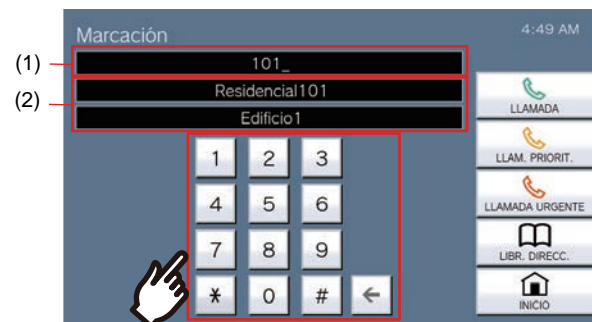 Marcación
4:49 AM
(1)
101_
(2)
Residencial101
Edificio1
LLAMADA
1 2 3
LLAM. PRIORIT.
4 5 6
LLAMADA URGENTE
7 8 9
LIBR. DIRECC.
* 0 # ←
INICIO